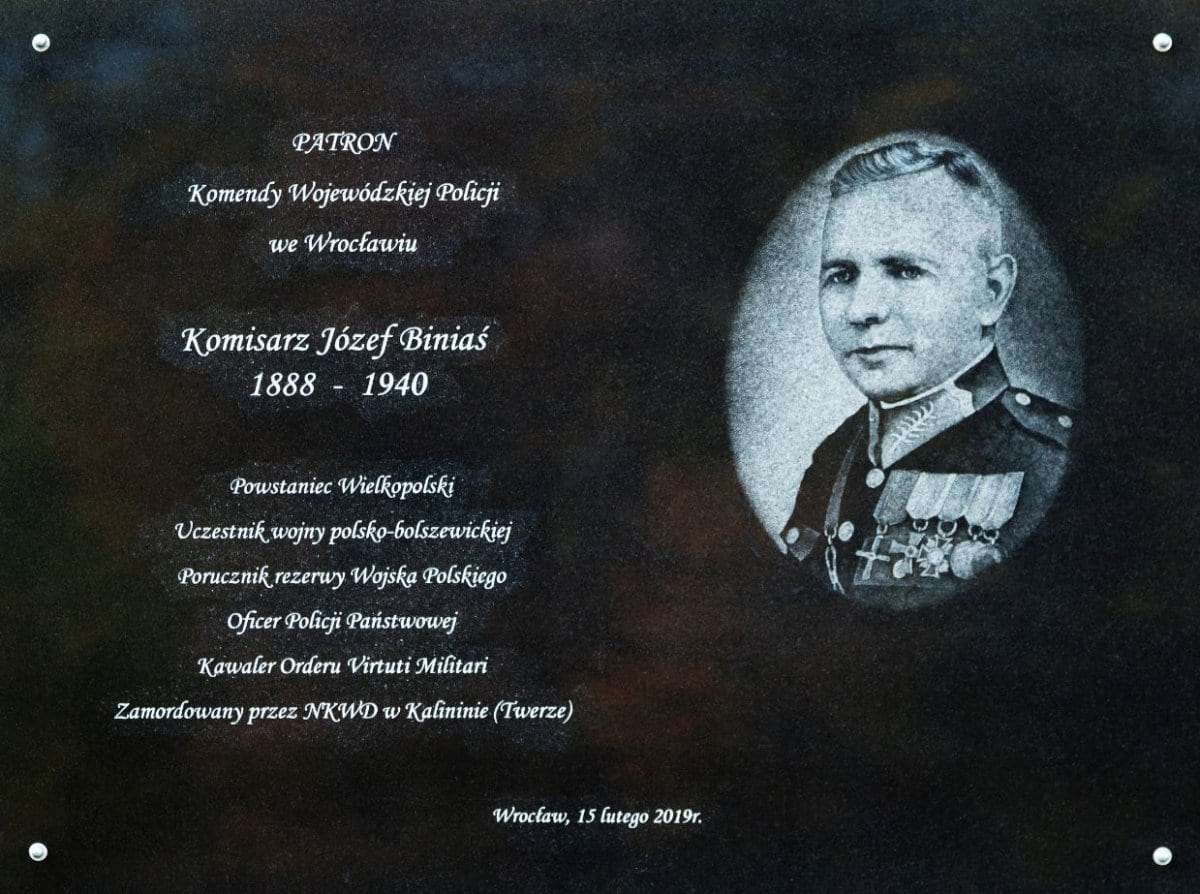 PATRON
Komendy Wojewódzkiej Policji
we Wrocławiu
Komisarz Józef Biniaś
1888 - 1940
Powstaniec Wielkopolski
Uczestnik wojny polsko-bolszewickiej
Porucznik rezerwy Wojska Polskiego
Oficer Policji Państwowej
Kawaler Orderu Virtuti Militari
Zamordowany przez NKWD w Kalininie (Twerze)
Wrocław, 15 lutego 2019r.